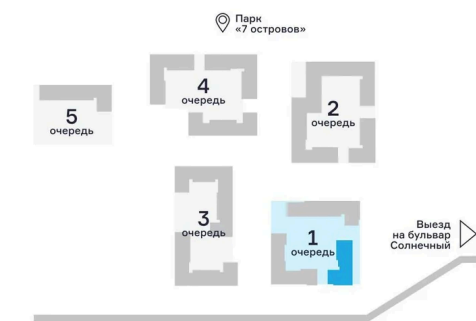 Парк
«7 островов»
4
очередь
5
очередь
2
очередь
3
очередь
1
очередь
Выезд
на бульвар
Солнечный